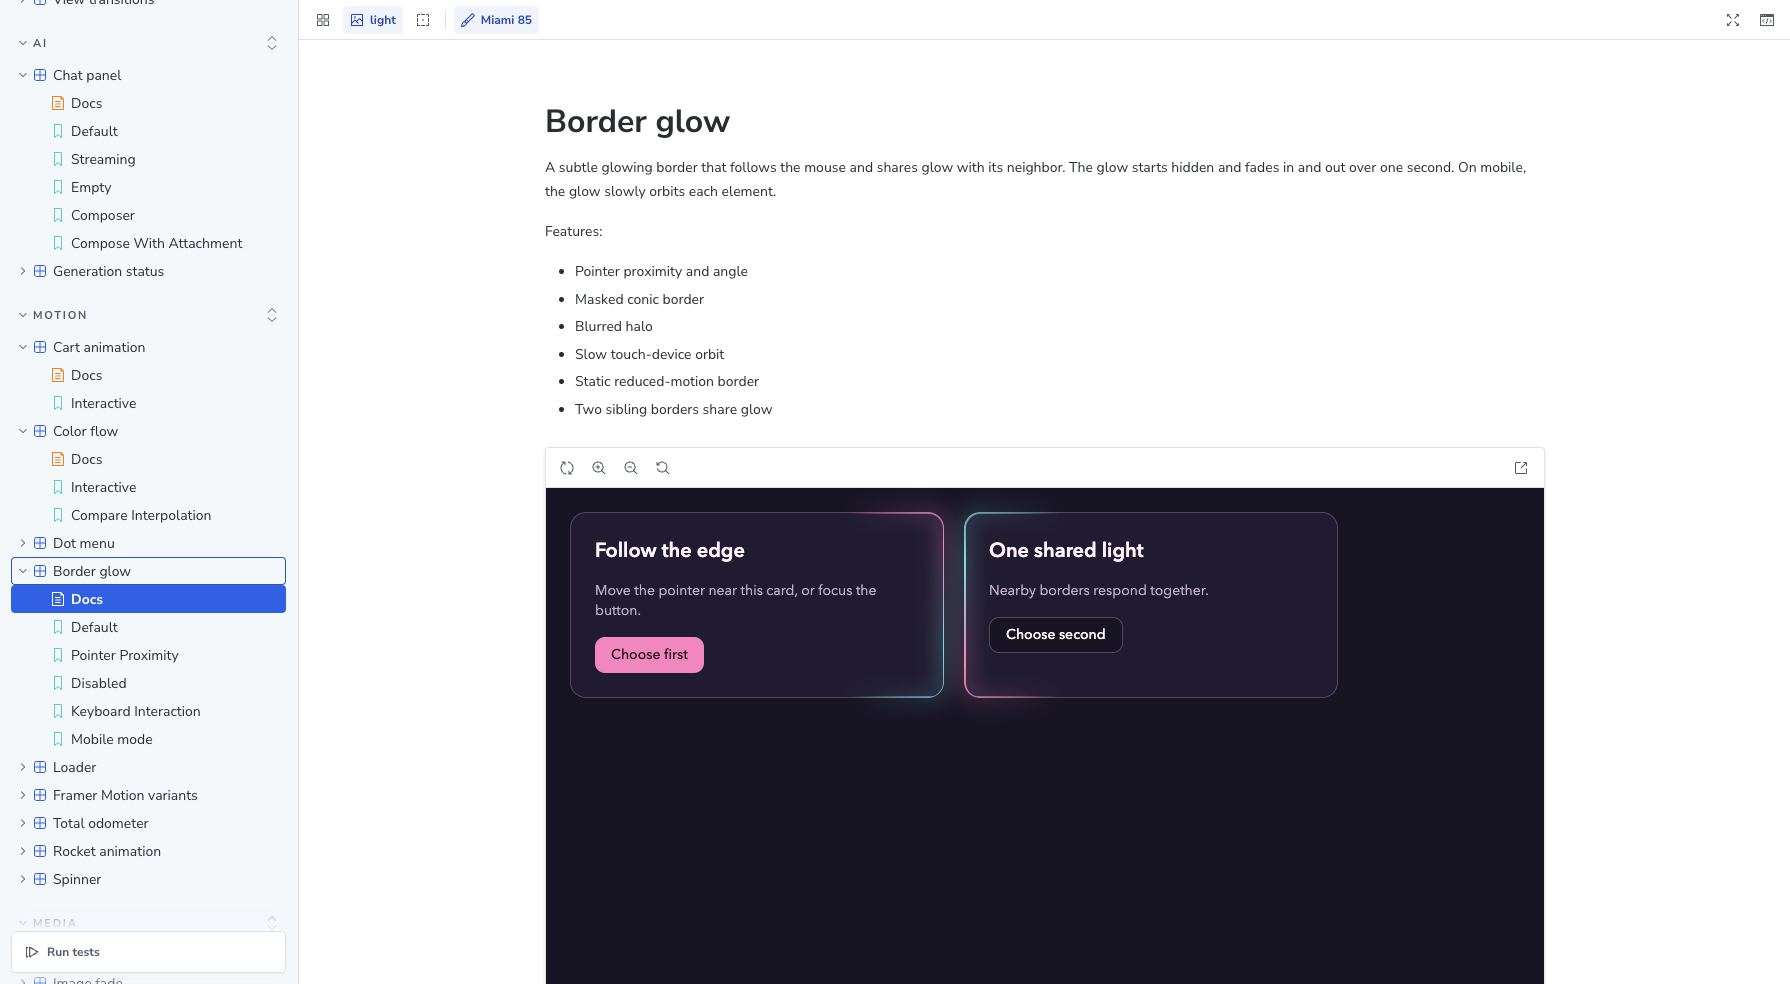 View transitions
AI
Chat panel
Docs
Default
Streaming
Empty
Composer
Compose With Attachment
Generation status
MOTION
Cart animation
Docs
Interactive
Color flow
Docs
Interactive
Compare Interpolation
Dot menu
Border glow
Docs
Default
Pointer Proximity
Disabled
Keyboard Interaction
Mobile mode
Loader
Framer Motion variants
Total odometer
Rocket animation
Spinner
MEDIA
Run tests
Image fade
light
Miami 85
Border glow
A subtle glowing border that follows the mouse and shares glow with its neighbor. The glow starts hidden and fades in and out over one second. On mobile,
the glow slowly orbits each element.
Features:
Pointer proximity and angle
Masked conic border
Blurred halo
Slow touch-device orbit
Static reduced-motion border
Two sibling borders share glow
Follow the edge
Move the pointer near this card, or focus the
button.
Choose first
One shared light
Nearby borders respond together.
Choose second